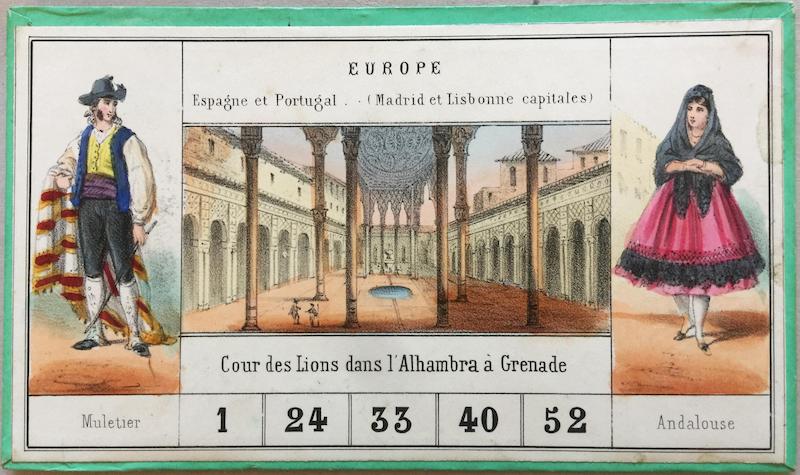 EUROPE
Espagne et Portugal . - (Madrid et Lisbonne capitales)
Cour des Lions dans l'Alhambra à Grenade
Muletier
1 24 33 40 52
Andalouse